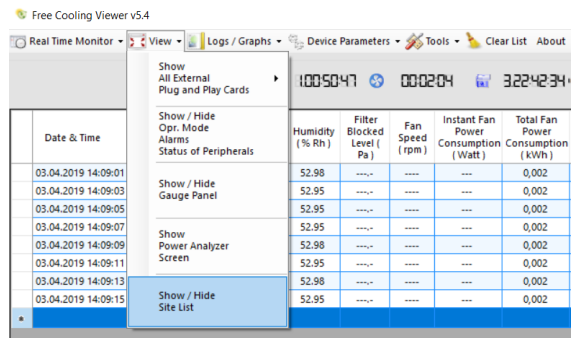 Free Cooling Viewer v5.4
Real Time Monitor View Logs / Graphs Device Parameters Tools Clear List About
Show
All External
Plug and Play Cards
Show / Hide
Opr. Mode
Alarms
Status of Peripherals
Show / Hide
Gauge Panel
Show
Power Analyzer
Screen
Show / Hide
Site List
1:00:50:47 00:02:04 3:22:42:34
Date & Time
Humidity
( % Rh )
Filter
Blocked
Level (
Pa )
Fan
Speed
( rpm )
Instant Fan
Power
Consumption
( Watt )
Total Fan
Power
Consumption
( kWh )
03.04.2019 14:09:01 52.98 ---,- ---- --- 0,002
03.04.2019 14:09:03 52.95 ---,- ---- --- 0,002
03.04.2019 14:09:05 52.95 ---,- ---- --- 0,002
03.04.2019 14:09:07 52.95 ---,- ---- --- 0,002
03.04.2019 14:09:09 52.98 ---,- ---- --- 0,002
03.04.2019 14:09:11 52.95 ---,- ---- --- 0,002
03.04.2019 14:09:13 52.98 ---,- ---- --- 0,002
03.04.2019 14:09:15 52.95 ---,- ---- --- 0,002